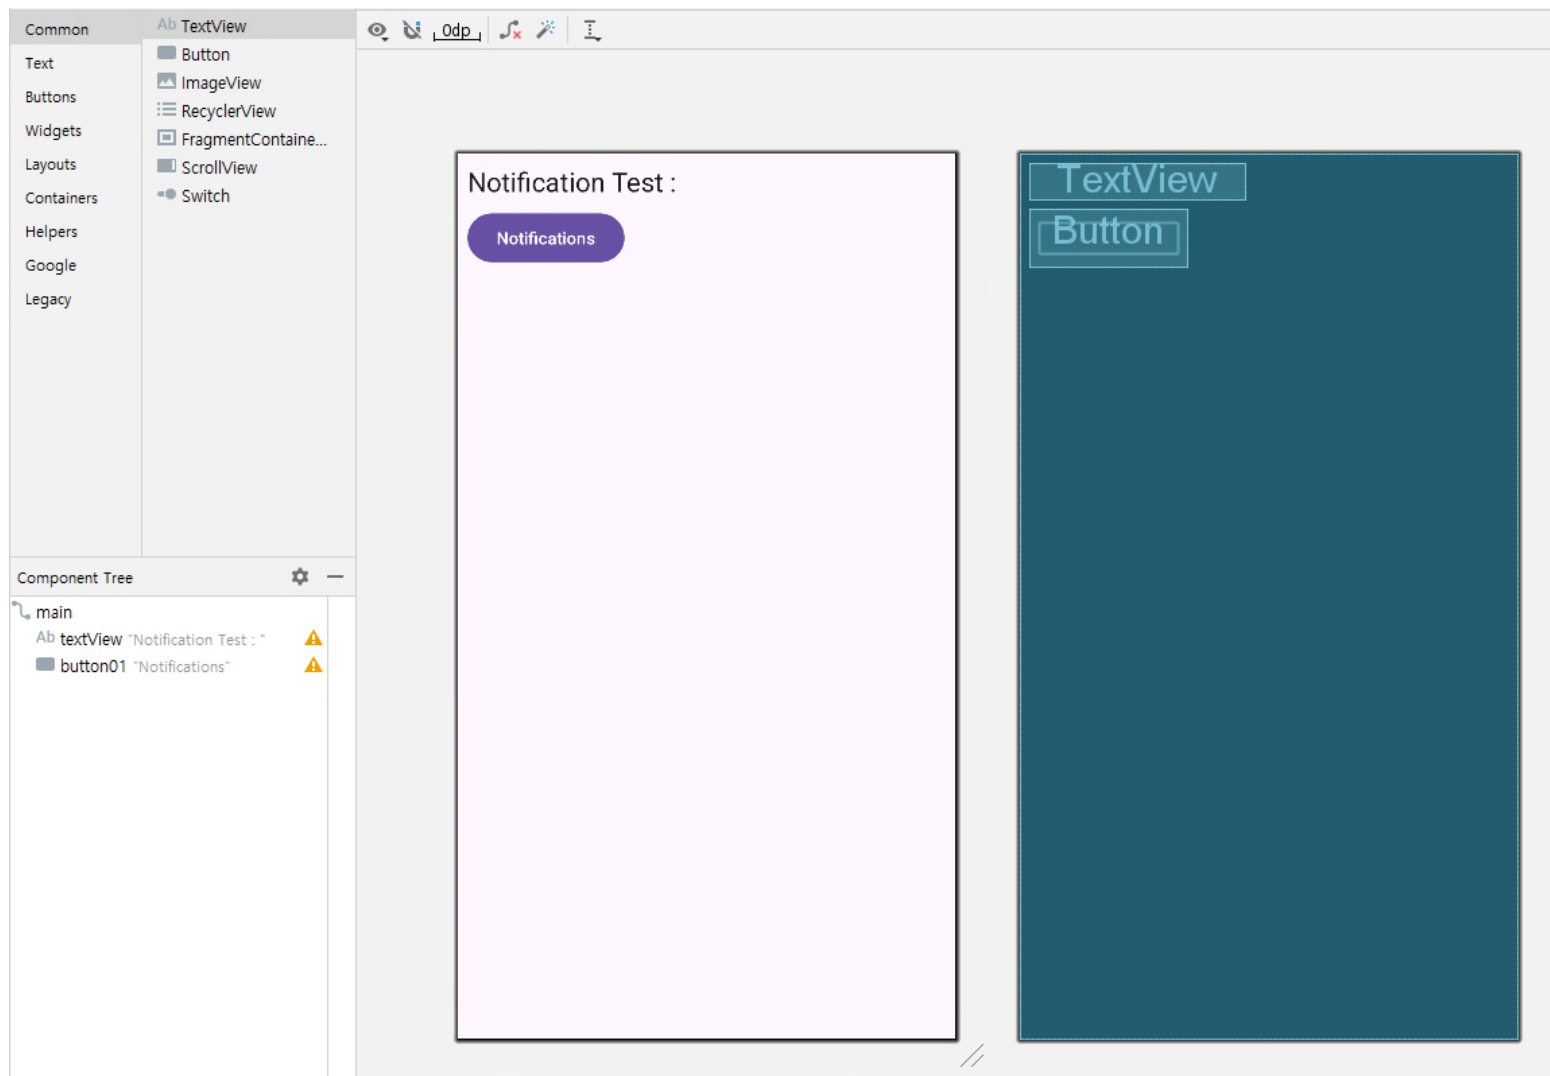 Common
Text
Buttons
Widgets
Layouts
Containers
Helpers
Google
Legacy
Ab TextView
Button
ImageView
RecyclerView
FragmentContaine...
ScrollView
Switch
0dp
Notification Test :
Notifications
TextView
Button
Component Tree
main
Ab textView "Notification Test : "
button01 "Notifications"